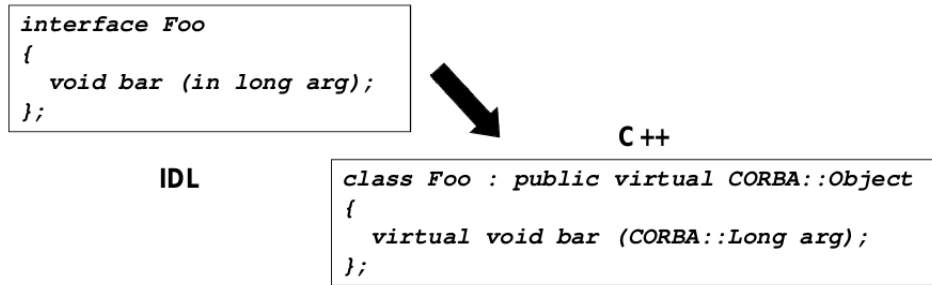 interface Foo
{
  void bar (in long arg);
};
IDL
C ++
class Foo : public virtual CORBA::Object
{
  virtual void bar (CORBA::Long arg);
};